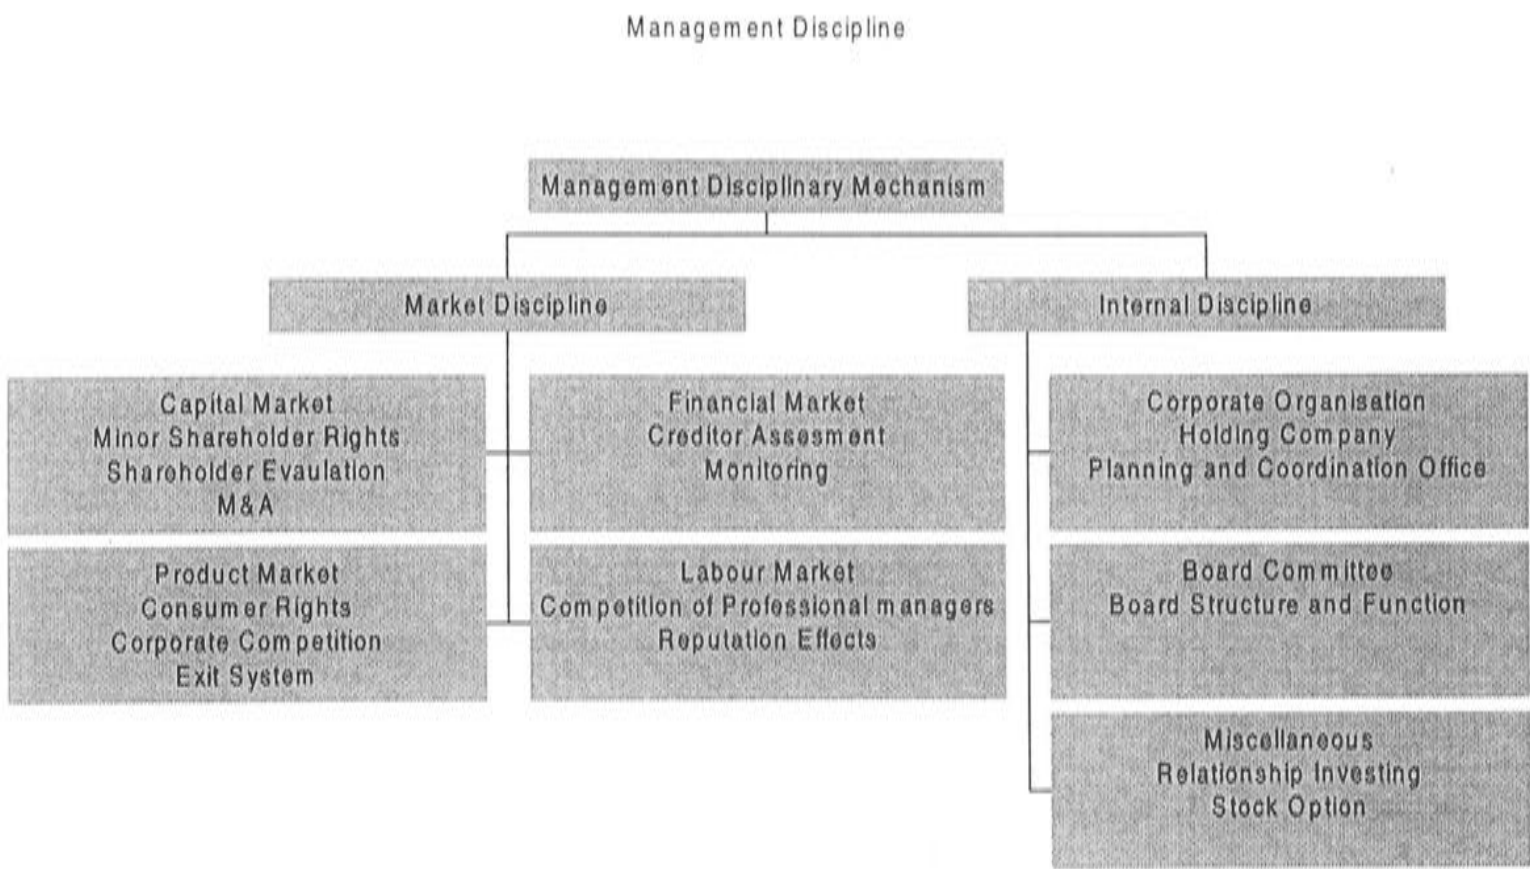 Management Discipline
Management Disciplinary Mechanism
Market Discipline
Internal Discipline
Capital Market
Minor Shareholder Rights
Shareholder Evaulation
M&A
Financial Market
Creditor Assesment
Monitoring
Corporate Organisation
Holding Company
Planning and Coordination Office
Product Market
Consumer Rights
Corporate Competition
Exit System
Labour Market
Competition of Professional managers
Reputation Effects
Board Committee
Board Structure and Function
Miscellaneous
Relationship Investing
Stock Option